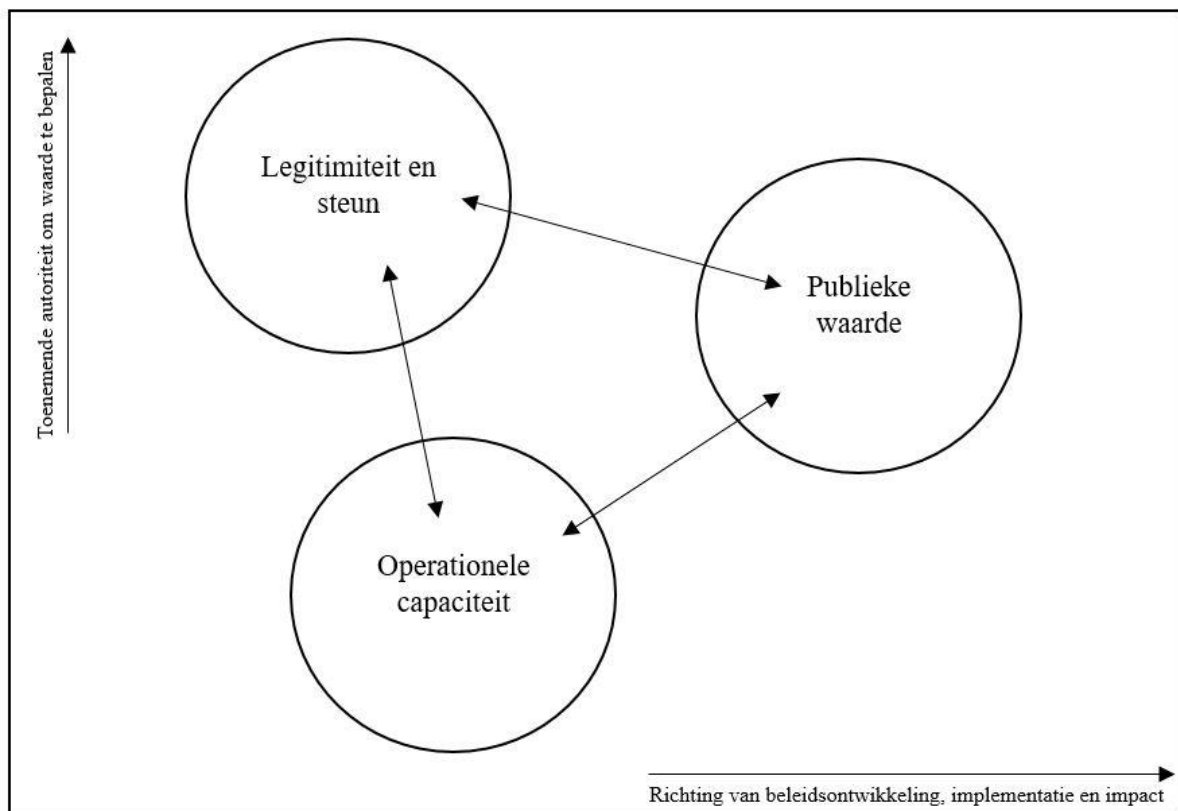 Toenemende autoriteit om waarde te bepalen
Legitimiteit en
steun
Publieke
waarde
Operationele
capaciteit
Richting van beleidsontwikkeling, implementatie en impact